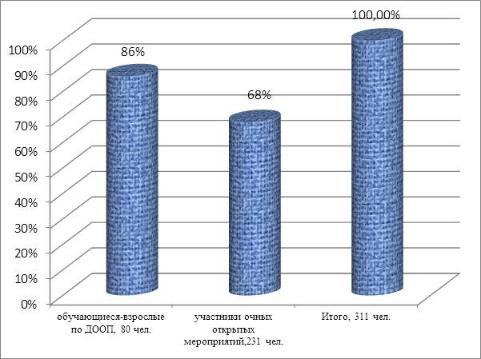 100,00%
86%
68%
100%
90%
80%
70%
60%
50%
40%
30%
20%
10%
0%
обучающиеся-взрослые
по ДООП, 80 чел.
участники очных
открытых
мероприятий,231 чел.
Итого, 311 чел.